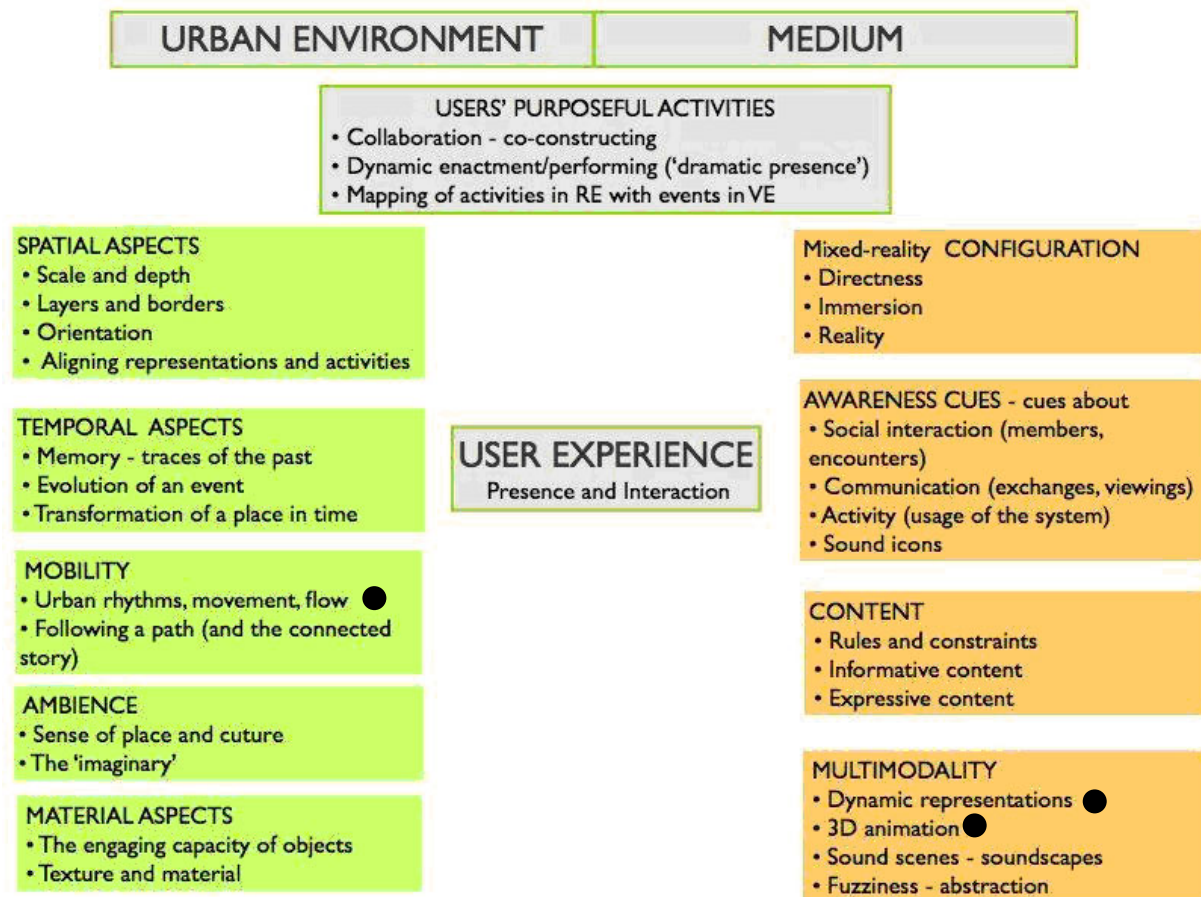 URBAN ENVIRONMENT
MEDIUM
USERS' PURPOSEFUL ACTIVITIES
• Collaboration - co-constructing
• Dynamic enactment/performing ('dramatic presence')
• Mapping of activities in RE with events in VE
SPATIAL ASPECTS
• Scale and depth
• Layers and borders
• Orientation
• Aligning representations and activities
TEMPORAL ASPECTS
• Memory - traces of the past
• Evolution of an event
• Transformation of a place in time
MOBILITY
• Urban rhythms, movement, flow
• Following a path (and the connected
story)
AMBIENCE
• Sense of place and cuture
• The 'imaginary'
MATERIAL ASPECTS
• The engaging capacity of objects
• Texture and material
USER EXPERIENCE
Presence and Interaction
Mixed-reality CONFIGURATION
• Directness
• Immersion
• Reality
AWARENESS CUES - cues about
• Social interaction (members,
encounters)
• Communication (exchanges, viewings)
• Activity (usage of the system)
• Sound icons
CONTENT
• Rules and constraints
• Informative content
• Expressive content
MULTIMODALITY
• Dynamic representations
• 3D animation
• Sound scenes - soundscapes
• Fuzziness - abstraction